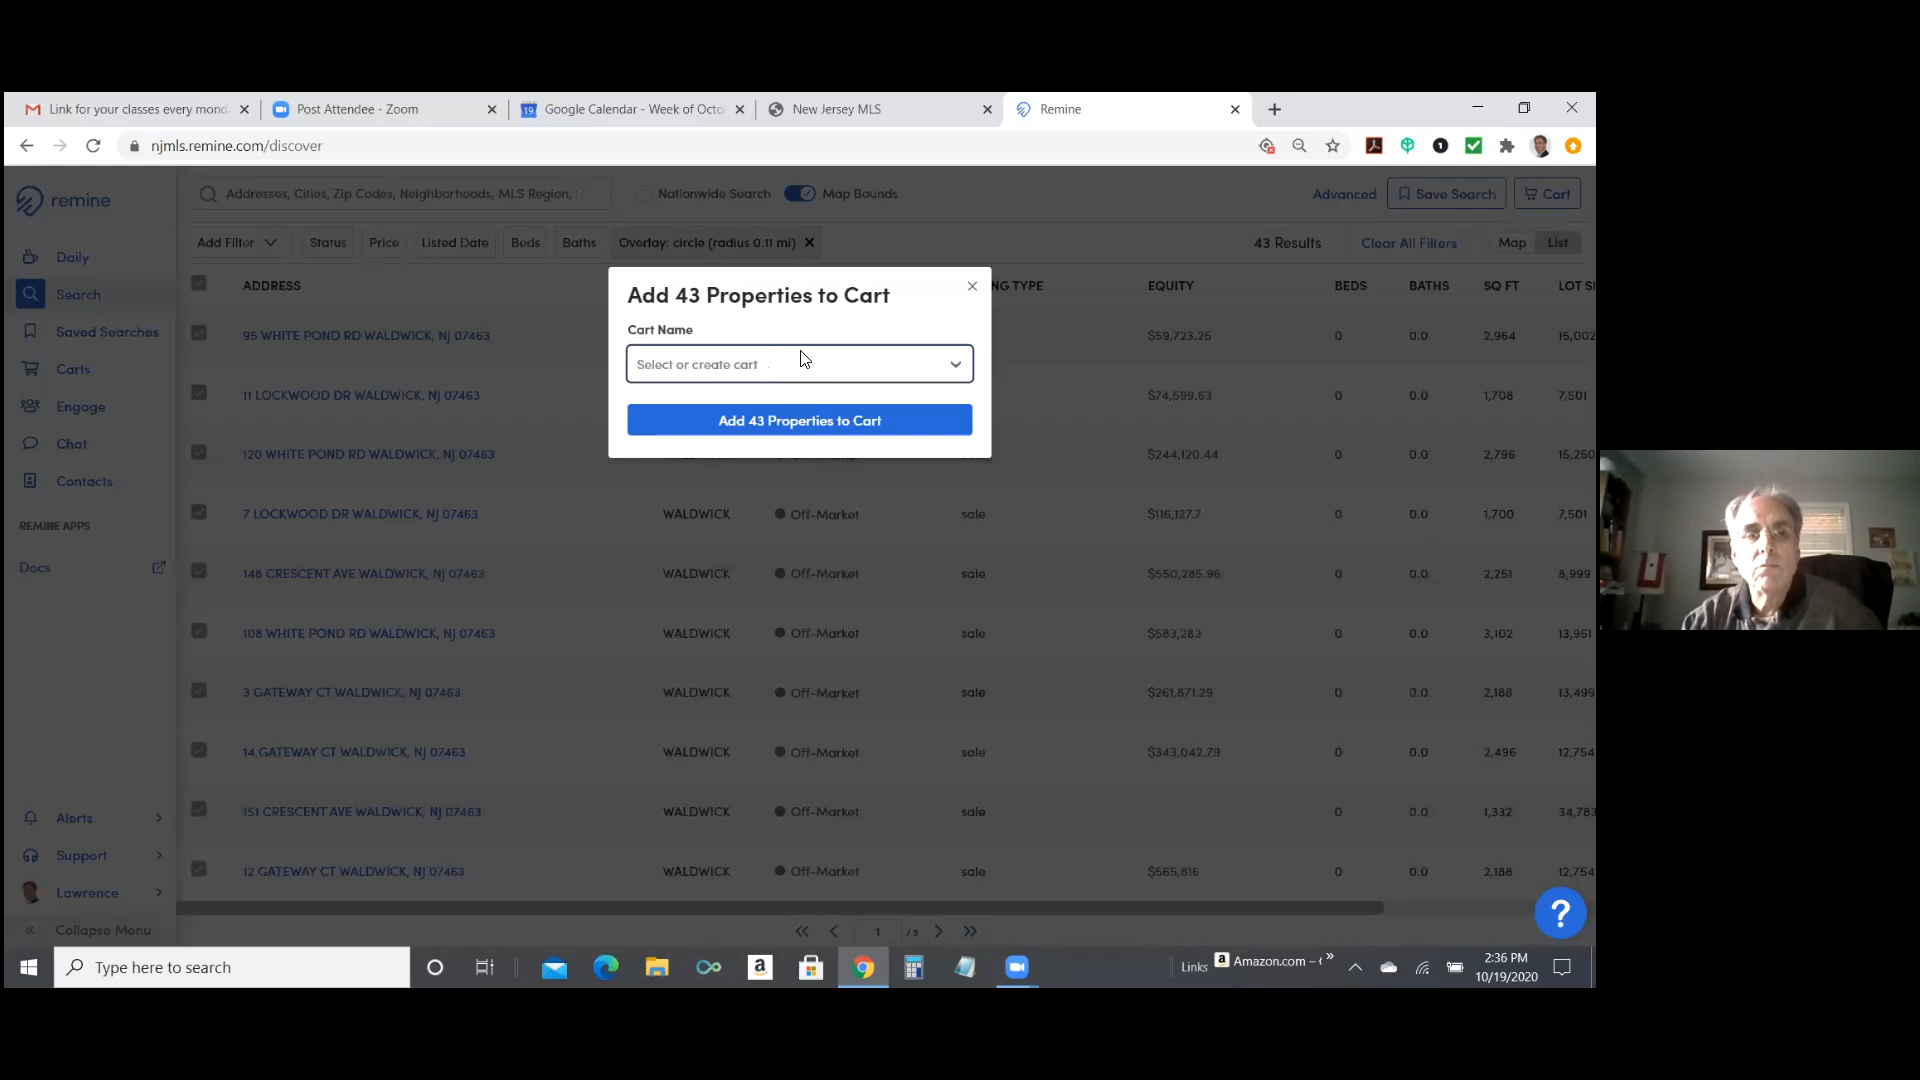 Link for your classes every mond
Post Attendee - Zoom
Google Calendar - Week of Octo
New Jersey MLS
Remine
njmls.remine.com/discover
remine
Addresses, Cities, Zip Codes, Neighborhoods, MLS Region,
Nationwide Search
Map Bounds
Advanced
Save Search
Cart
Add Filter
Status
Price
Listed Date
Beds
Baths
Overlay: circle (radius 0.11 mi)
43 Results
Clear All Filters
Map
List
Daily
Search
Saved Searches
Carts
Engage
Chat
Contacts
REMINE APPS
Docs
Alerts
Support
Lawrence
Collapse Menu
Add 43 Properties to Cart
Cart Name
Select or create cart
Add 43 Properties to Cart
ADDRESS NG TYPE EQUITY BEDS BATHS SQ FT LOT SI
95 WHITE POND RD WALDWICK, NJ 07463 $59,723.25 0 0.0 2,964 15,002
11 LOCKWOOD DR WALDWICK, NJ 07463 $74,599.63 0 0.0 1,708 7,501
120 WHITE POND RD WALDWICK, NJ 07463 $244,120.44 0 0.0 2,796 15,250
7 LOCKWOOD DR WALDWICK, NJ 07463 WALDWICK Off-Market sale $116,127.7 0 0.0 1,700 7,501
148 CRESCENT AVE WALDWICK, NJ 07463 WALDWICK Off-Market sale $550,285.96 0 0.0 2,251 8,999
108 WHITE POND RD WALDWICK, NJ 07463 WALDWICK Off-Market sale $583,283 0 0.0 3,102 13,951
3 GATEWAY CT WALDWICK, NJ 07463 WALDWICK Off-Market sale $261,871.29 0 0.0 2,188 13,499
14 GATEWAY CT WALDWICK, NJ 07463 WALDWICK Off-Market sale $343,042.79 0 0.0 2,496 12,754
151 CRESCENT AVE WALDWICK, NJ 07463 WALDWICK Off-Market sale 0 0.0 1,332 34,783
12 GATEWAY CT WALDWICK, NJ 07463 WALDWICK Off-Market sale $565,816 0 0.0 2,188 12,754
1 / 5
?
Type here to search
Links
Amazon.com – (
2:36 PM
10/19/2020